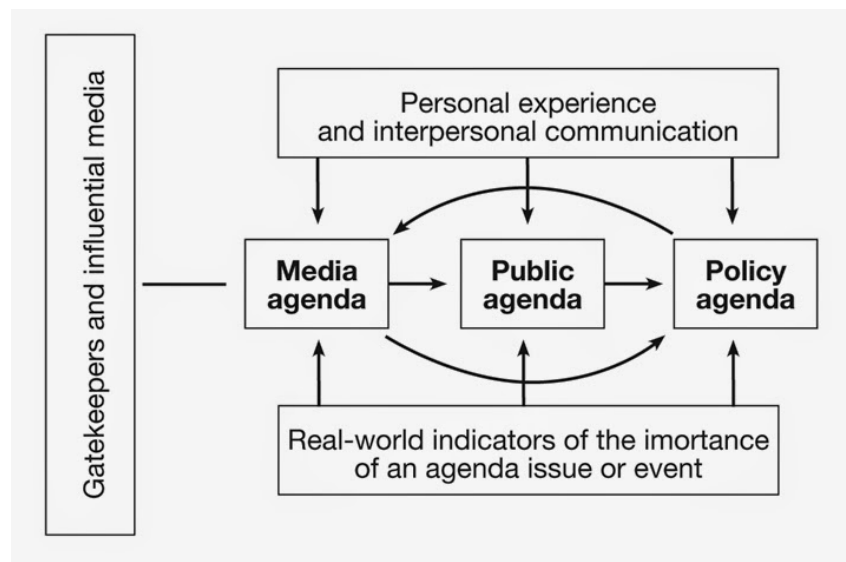 Gatekeepers and influential media
Personal experience
and interpersonal communication
Media
agenda
Public
agenda
Policy
agenda
Real-world indicators of the imortance
of an agenda issue or event